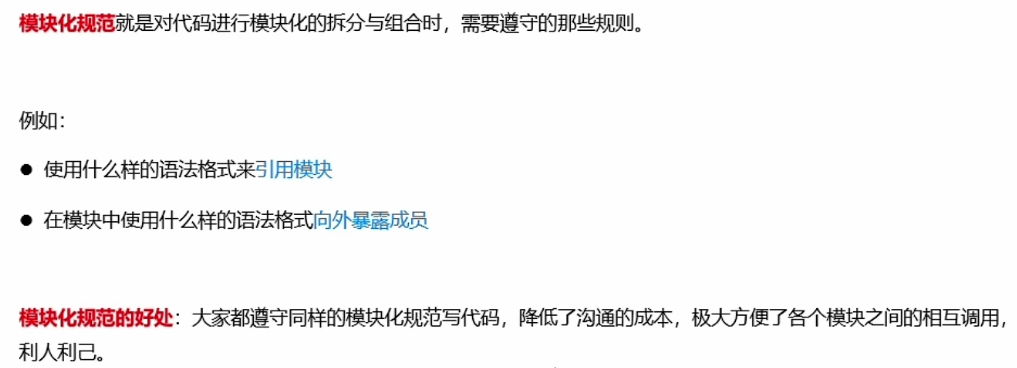 模块化规范就是对代码进行模块化的拆分与组合时，需要遵守的那些规则。
例如：
● 使用什么样的语法格式来引用模块
● 在模块中使用什么样的语法格式向外暴露成员
模块化规范的好处：大家都遵守同样的模块化规范写代码，降低了沟通的成本，极大方便了各个模块之间的相互调用，
利人利己。